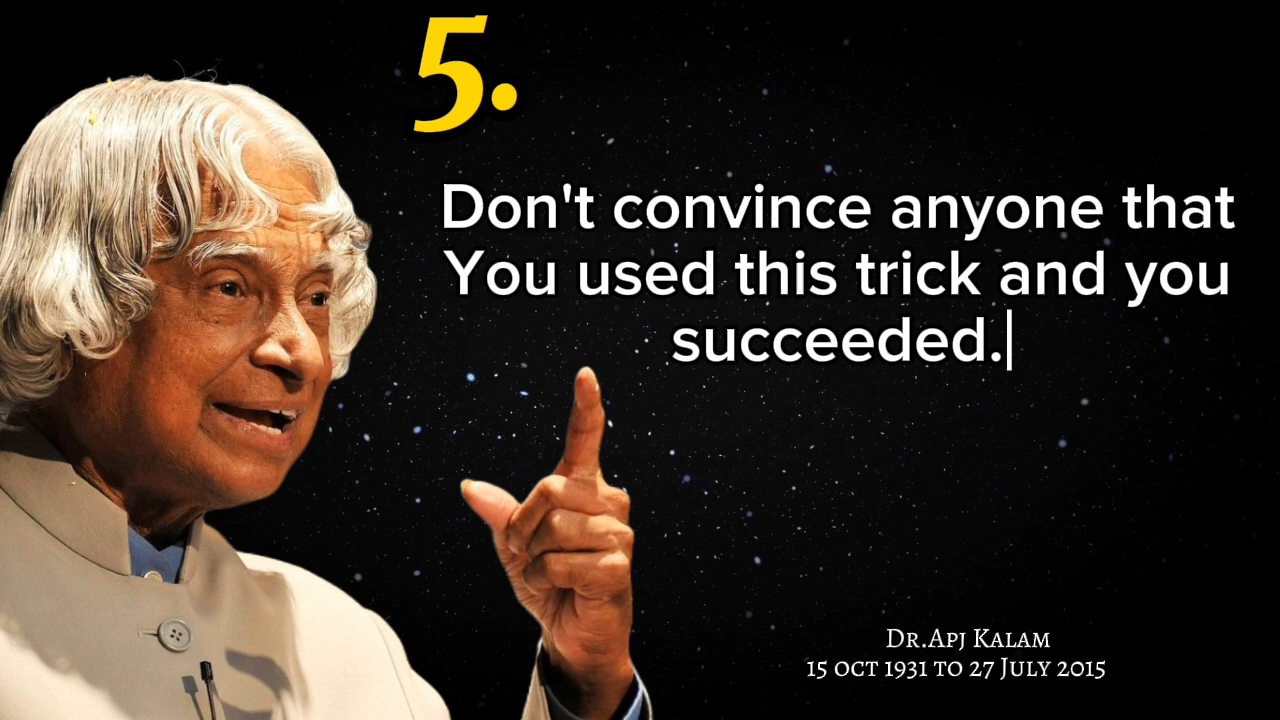 5.
Don't convince anyone that
You used this trick and you
succeeded.|
Dr.Apj Kalam
15 oct 1931 to 27 July 2015